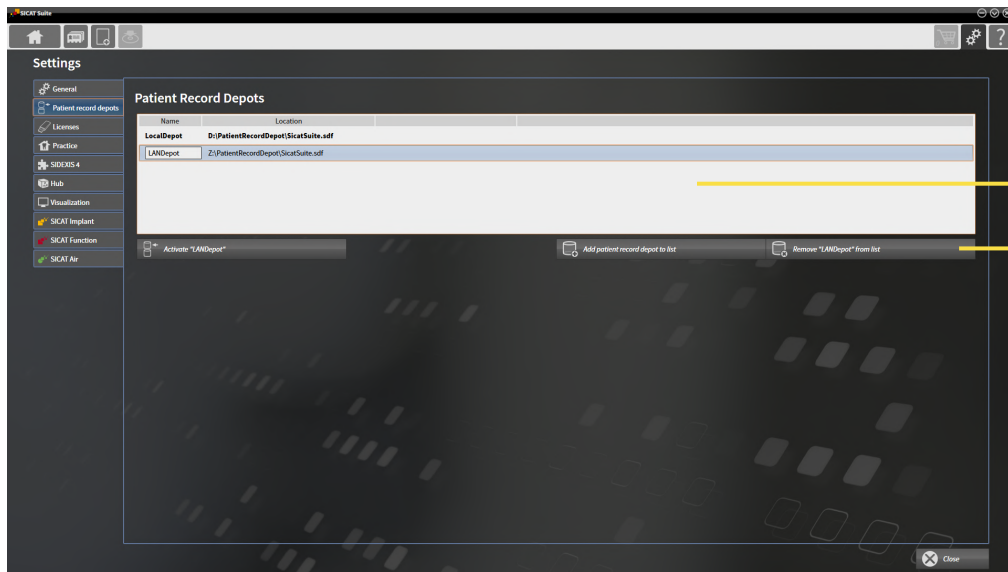 SICAT Suite
?
Settings
General
Patient record depots
Licenses
Practice
SIDEXIS 4
Hub
Visualization
SICAT Implant
SICAT Function
SICAT Air
Patient Record Depots
Name Location
LocalDepot D:\PatientRecordDepot\SicatSuite.sdf
LANDepot Z:\PatientRecordDepot\SicatSuite.sdf
Activate "LANDepot" Add patient record depot to list Remove "LANDepot" from list
Close